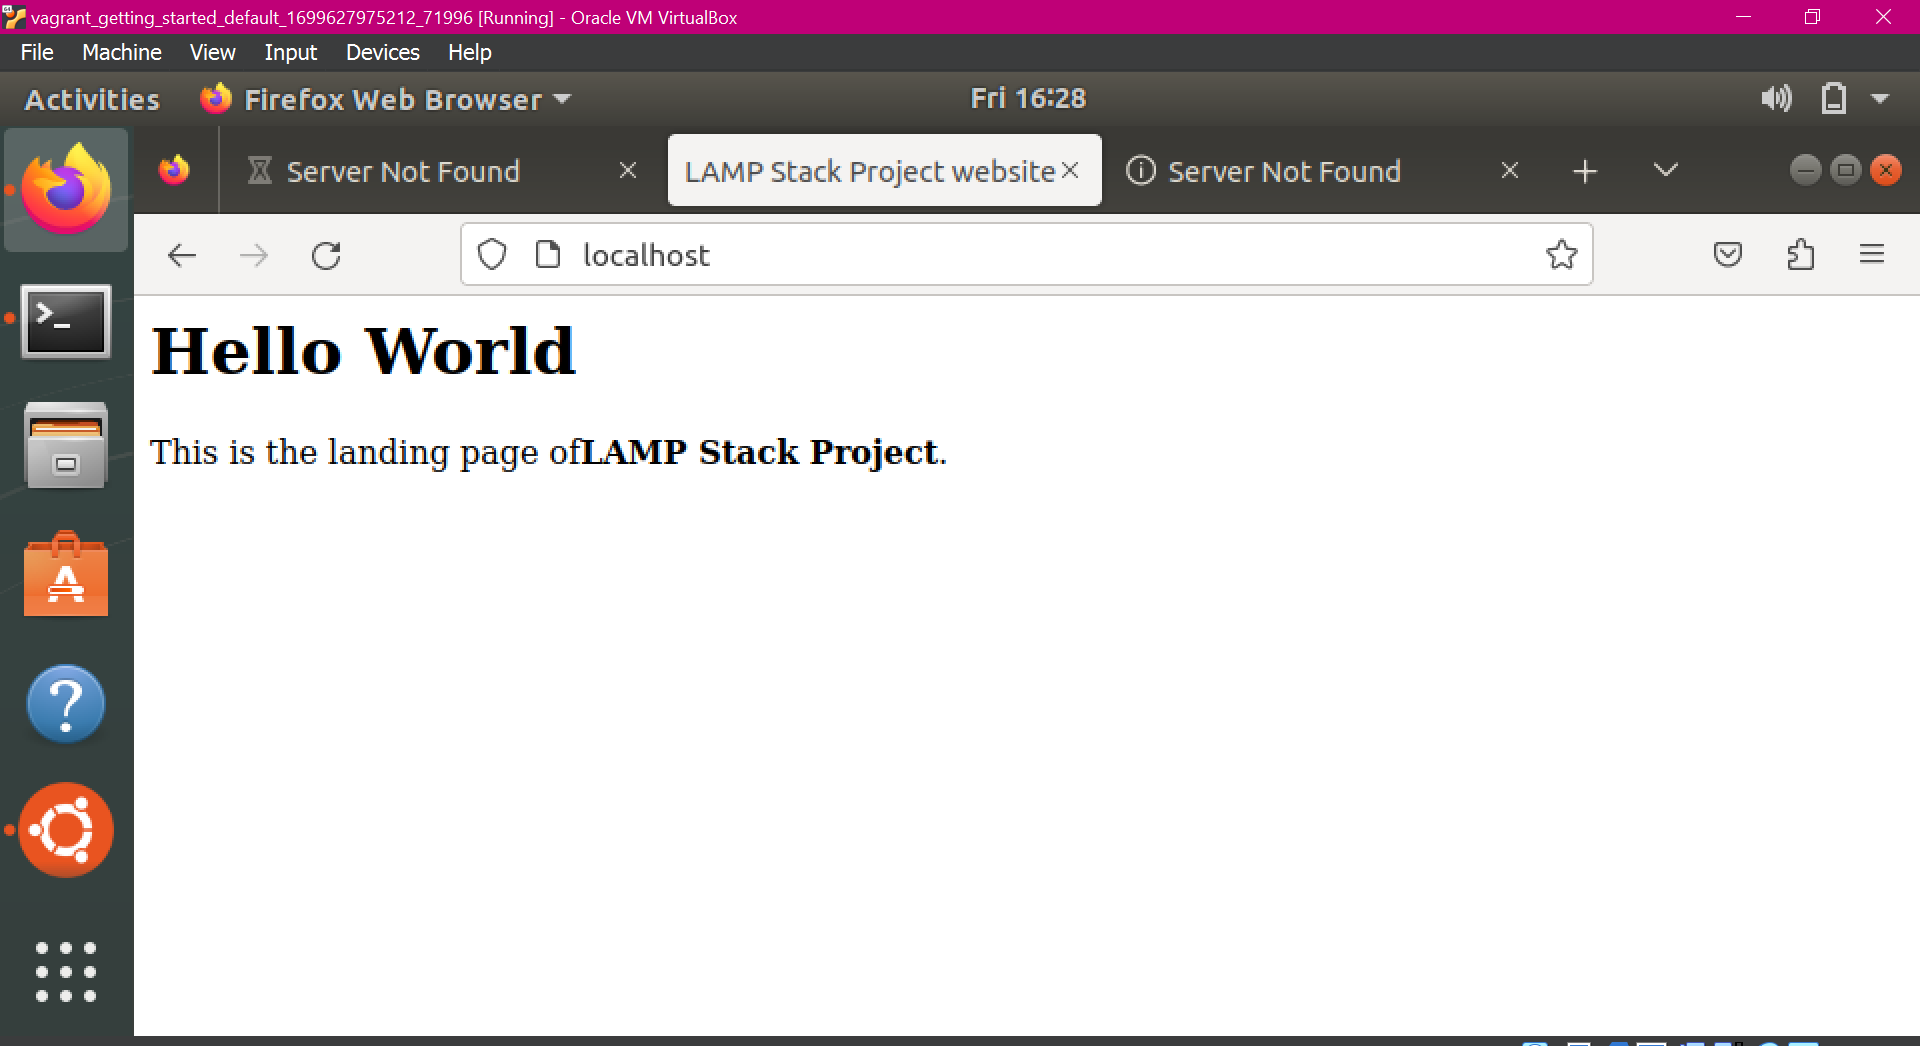 vagrant_getting_started_default_1699627975212_71996 [Running] - Oracle VM VirtualBox
File Machine View Input Devices Help
Activities Firefox Web Browser Fri 16:28
Server Not Found LAMP Stack Project website Server Not Found
localhost
Hello World
This is the landing page ofLAMP Stack Project.